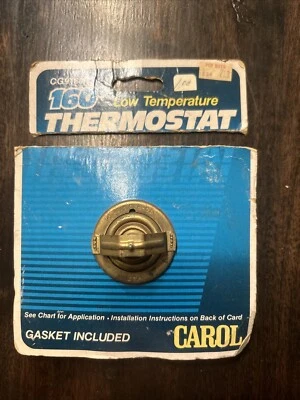 160° Low Temperature
THERMOSTAT
See Chart for Application - Installation Instructions on Back of Card
GASKET INCLUDED
CAROL